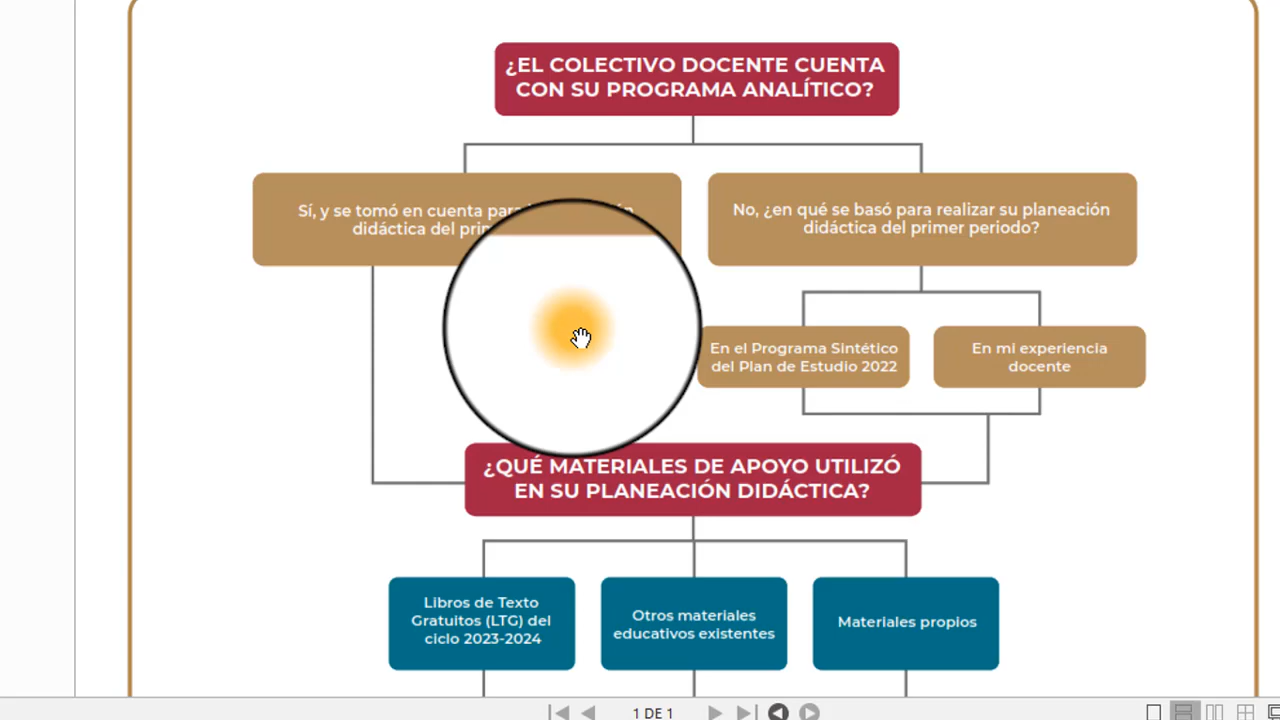 ¿EL COLECTIVO DOCENTE CUENTA
CON SU PROGRAMA ANALÍTICO?
Sí, y se tomó en cuenta para
didáctica del
No, ¿en qué se basó para realizar su planeación
didáctica del primer periodo?
En el Programa Sintético
del Plan de Estudio 2022
En mi experiencia
docente
¿QUÉ MATERIALES DE APOYO UTILIZÓ
EN SU PLANEACIÓN DIDÁCTICA?
Libros de Texto
Gratuitos (LTG) del
ciclo 2023-2024
Otros materiales
educativos existentes
Materiales propios
1 DE 1